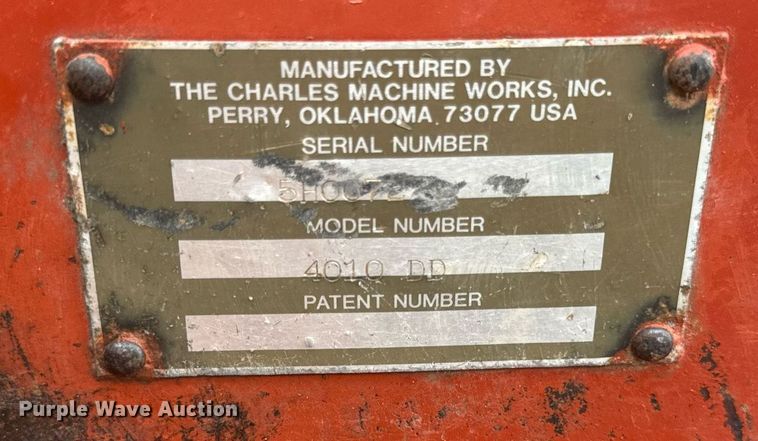 MANUFACTURED BY
THE CHARLES MACHINE WORKS, INC.
PERRY, OKLAHOMA 73077 USA
SERIAL NUMBER
MODEL NUMBER
4010 DD
PATENT NUMBER
Purple Wave Auction